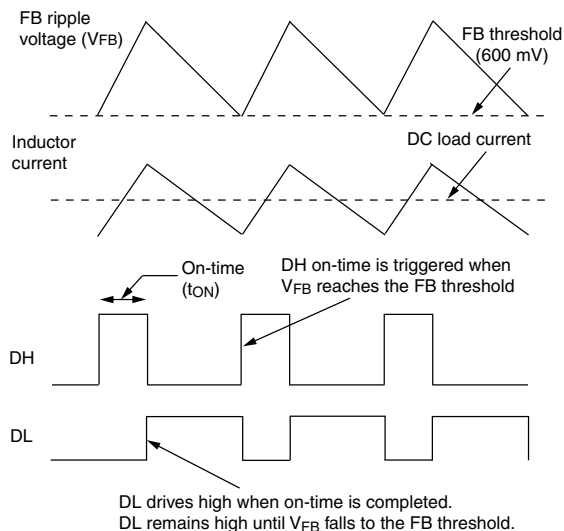 FB ripple
voltage (VFB)
FB threshold
(600 mV)
Inductor
current
DC load current
On-time
(tON)
DH on-time is triggered when
VFB reaches the FB threshold
DH
DL
DL drives high when on-time is completed.
DL remains high until VFB falls to the FB threshold.